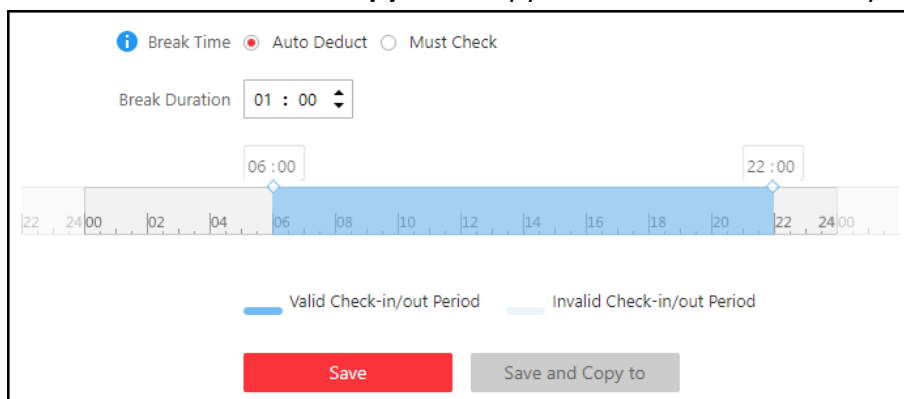 Break Time Auto Deduct Must Check
Break Duration 01 : 00
06 : 00 22 : 00
22 24 00 02 04 06 08 10 12 14 16 18 20 22 24 00
Valid Check-in/out Period Invalid Check-in/out Period
Save Save and Copy to